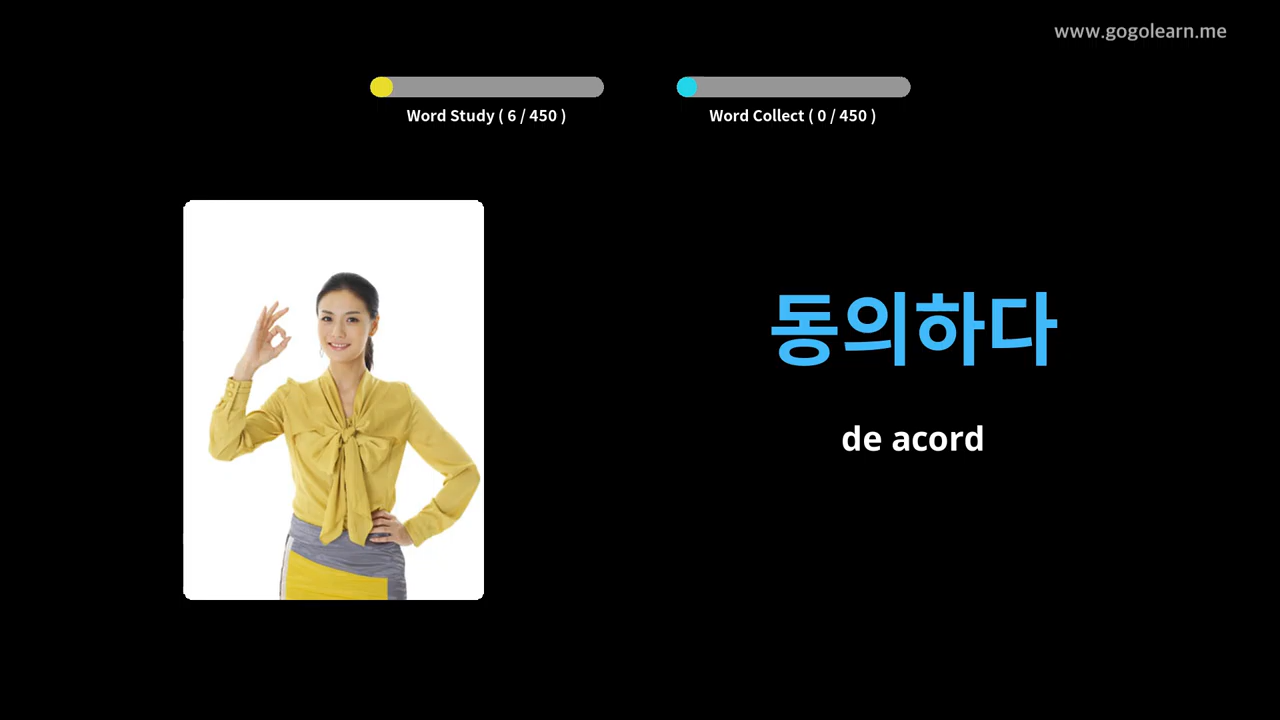 www.gogolearn.me
Word Study ( 6 / 450 )
Word Collect ( 0 / 450 )
동의하다
de acord